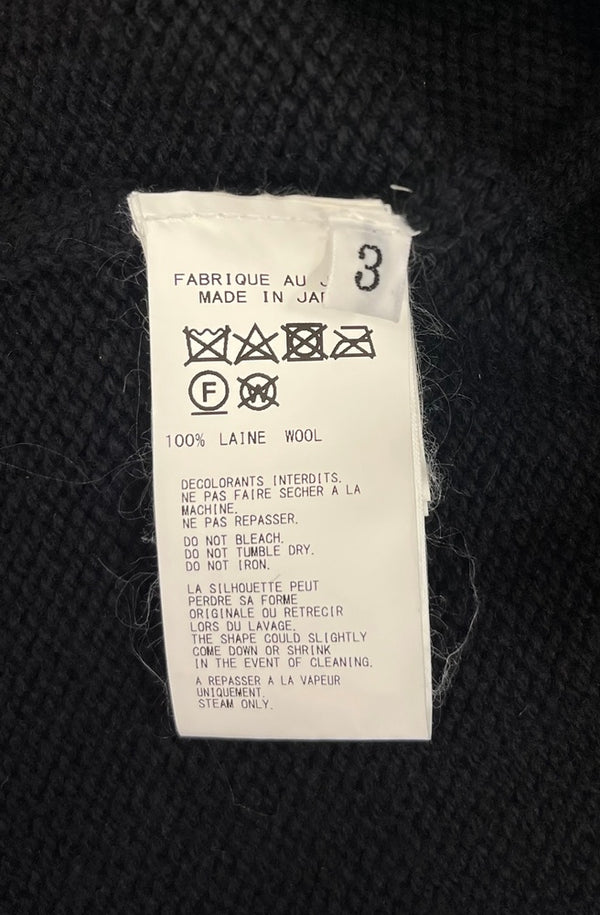 3
FABRIQUE AU
MADE IN
F
W
100% LAINE WOOL
DECOLORANTS INTERDITS.
NE PAS FAIRE SECHER A LA
MACHINE.
NE PAS REPASSER.
DO NOT BLEACH.
DO NOT TUMBLE DRY.
DO NOT IRON.
LA SILHOUETTE PEUT
PERDRE SA FORME
ORIGINALE OU RETRECIR
LORS DU LAVAGE.
THE SHAPE COULD SLIGHTLY
COME DOWN OR SHRINK
IN THE EVENT OF CLEANING.
A REPASSER A LA VAPEUR
UNIQUEMENT.
STEAM ONLY.